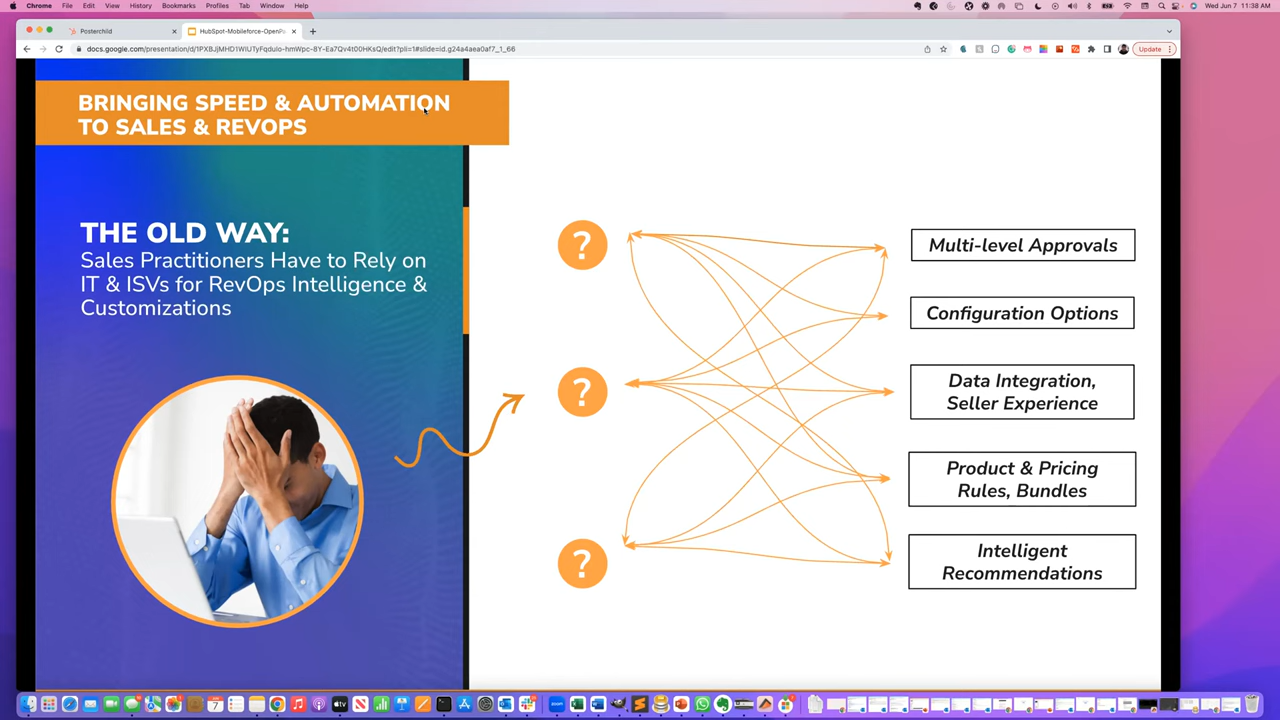 Chrome File Edit View History Bookmarks Profiles Tab Window Help
Wed Jun 7 11:38 AM
Posterchild
HubSpot-Mobileforce-OpenPa
Update
BRINGING SPEED & AUTOMATION
TO SALES & REVOPS
THE OLD WAY:
Sales Practitioners Have to Rely on
IT & ISVs for RevOps Intelligence &
Customizations
?
?
?
Multi-level Approvals
Configuration Options
Data Integration,
Seller Experience
Product & Pricing
Rules, Bundles
Intelligent
Recommendations